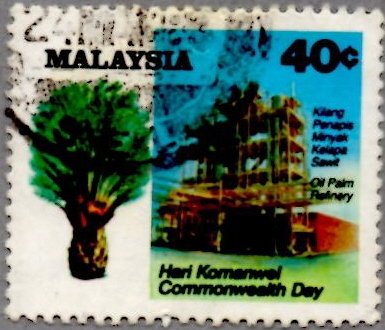 MALAYSIA
40¢
Kilang
Penapis
Minyak
Kelapa
Sawit
Oil Palm
Refinery
Hari Komanwel
Commonwealth Day